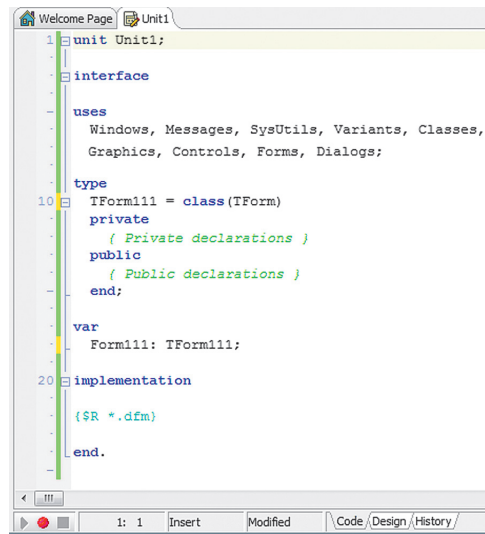 Welcome Page Unit1
1 unit Unit1;
interface
uses
Windows, Messages, SysUtils, Variants, Classes,
Graphics, Controls, Forms, Dialogs;
type
10 TForm111 = class(TForm)
private
{ Private declarations }
public
{ Public declarations }
end;
var
Form111: TForm111;
20 implementation
{$R *.dfm}
end.
1: 1 Insert Modified Code Design History